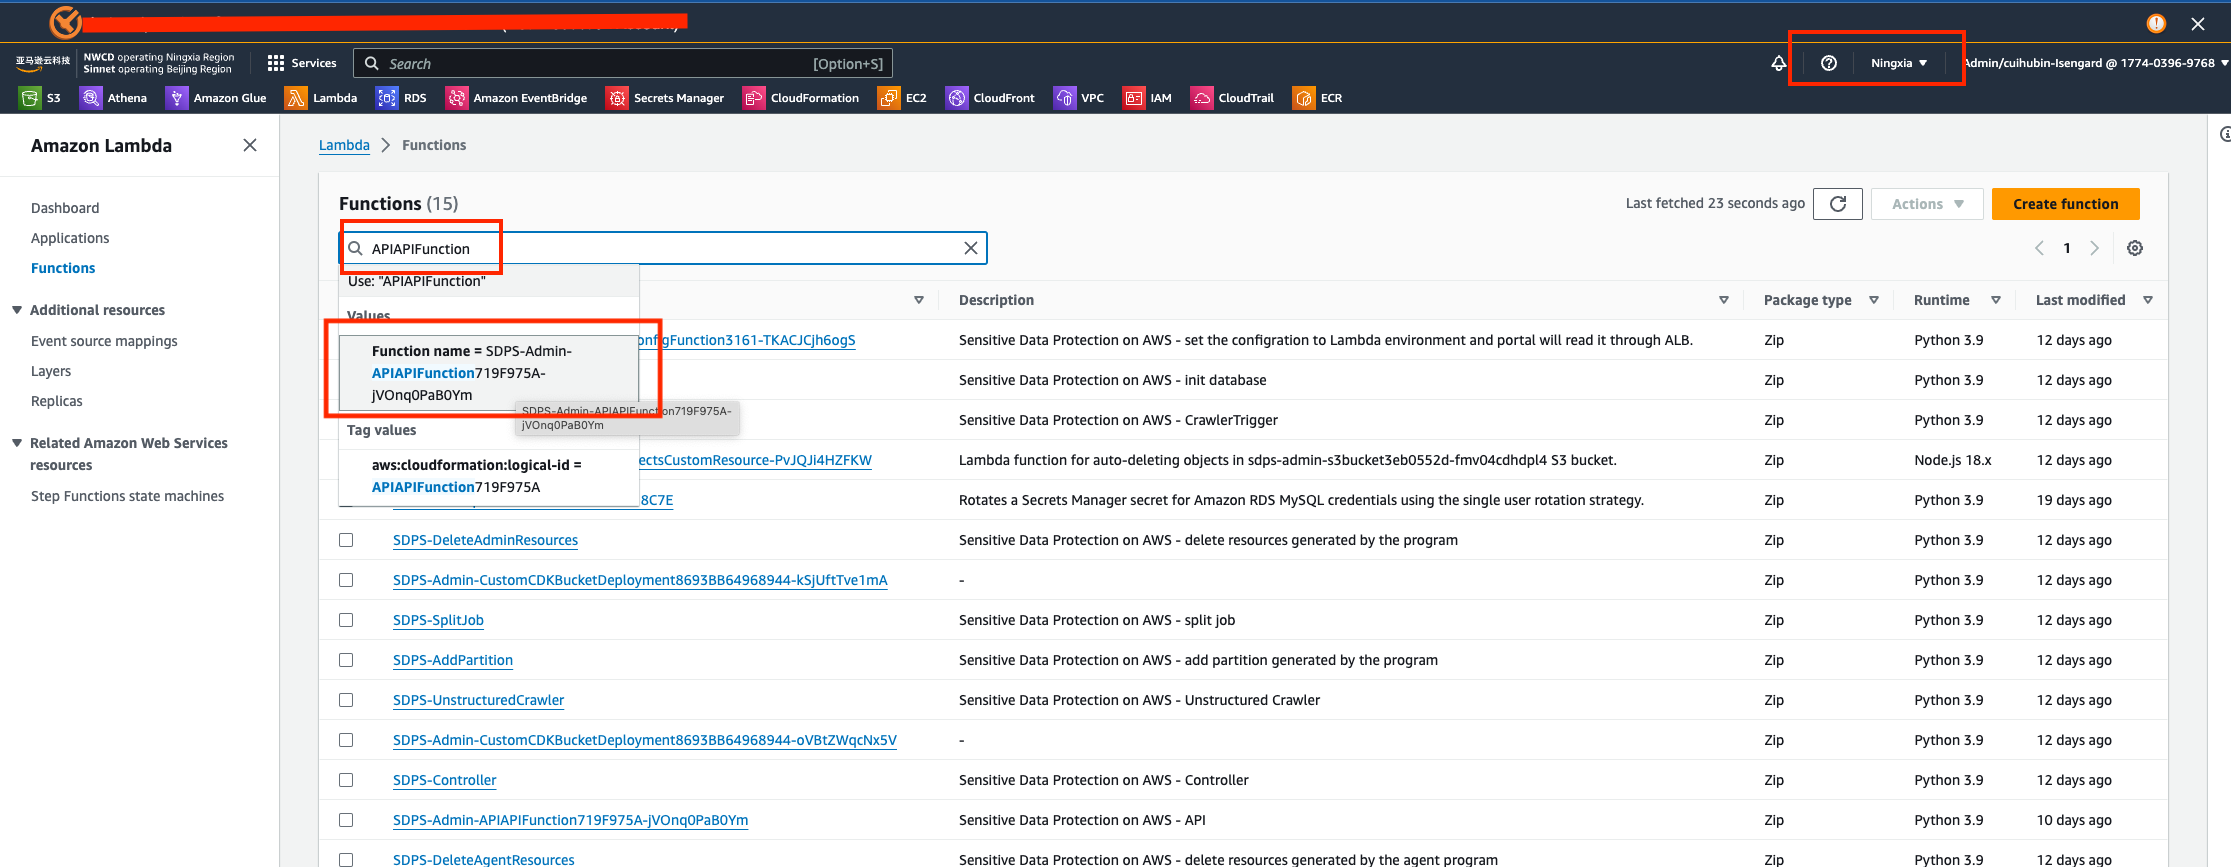 亚马逊云科技
NWCD operating Ningxia Region
Sinnet operating Beijing Region
Services
Search
[Option+S]
Ningxia
Admin/cuihubin-Isengard @ 1774-0396-9768
S3 Athena Amazon Glue Lambda RDS Amazon EventBridge Secrets Manager CloudFormation EC2 CloudFront VPC IAM CloudTrail ECR
Amazon Lambda
Dashboard
Applications
Functions
Additional resources
Event source mappings
Layers
Replicas
Related Amazon Web Services
resources
Step Functions state machines
Lambda > Functions
Functions (15)
Last fetched 23 seconds ago
Actions
Create function
APIAPIFunction
1
Use: "APIAPIFunction"
Values
Function name = SDPS-Admin-
APIAPIFunction719F975A-
jVOnq0PaB0Ym
SDPS-Admin-APIAPIFunction719F975A-
jVOnq0PaB0Ym
Tag values
aws:cloudformation:logical-id =
APIAPIFunction719F975A
Description Package type Runtime Last modified
onfigFunction3161-TKACJCjh6ogS Sensitive Data Protection on AWS - set the configration to Lambda environment and portal will read it through ALB. Zip Python 3.9 12 days ago
Sensitive Data Protection on AWS - init database Zip Python 3.9 12 days ago
Sensitive Data Protection on AWS - CrawlerTrigger Zip Python 3.9 12 days ago
ectsCustomResource-PvJQJi4HZFKW Lambda function for auto-deleting objects in sdps-admin-s3bucket3eb0552d-fmv04cdhdpl4 S3 bucket. Zip Node.js 18.x 12 days ago
8C7E Rotates a Secrets Manager secret for Amazon RDS MySQL credentials using the single user rotation strategy. Zip Python 3.9 19 days ago
SDPS-DeleteAdminResources Sensitive Data Protection on AWS - delete resources generated by the program Zip Python 3.9 12 days ago
SDPS-Admin-CustomCDKBucketDeployment8693BB64968944-kSjUftTve1mA - Zip Python 3.9 12 days ago
SDPS-SplitJob Sensitive Data Protection on AWS - split job Zip Python 3.9 12 days ago
SDPS-AddPartition Sensitive Data Protection on AWS - add partition generated by the program Zip Python 3.9 12 days ago
SDPS-UnstructuredCrawler Sensitive Data Protection on AWS - Unstructured Crawler Zip Python 3.9 12 days ago
SDPS-Admin-CustomCDKBucketDeployment8693BB64968944-oVBtZWqcNx5V - Zip Python 3.9 12 days ago
SDPS-Controller Sensitive Data Protection on AWS - Controller Zip Python 3.9 12 days ago
SDPS-Admin-APIAPIFunction719F975A-jVOnq0PaB0Ym Sensitive Data Protection on AWS - API Zip Python 3.9 10 days ago
SDPS-DeleteAgentResources Sensitive Data Protection on AWS - delete resources generated by the agent program Zip Python 3.9 12 days ago